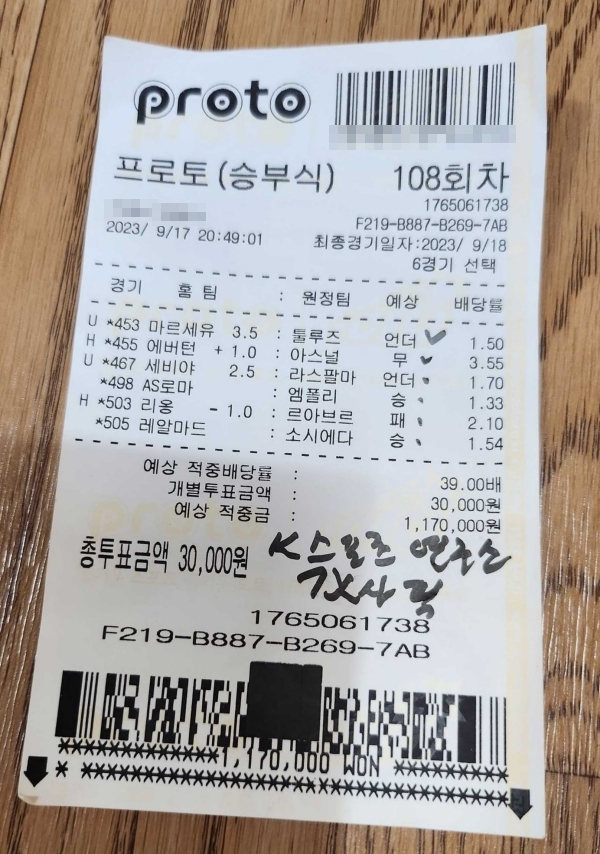 proto
프로토(승부식) 108회차
1765061738
F219-B887-B269-7AB
2023/ 9/17 20:49:01 최종경기일자:2023/ 9/18
6경기 선택
경기 홈팀 : 원정팀 예상 배당률
U *453 마르세유 3.5 : 툴루즈 언더 1.50
H *455 에버턴 +1.0 : 아스널 무 3.55
U *467 세비야 2.5 : 라스팔마 언더 1.70
*498 AS로마 : 엠폴리 승 1.33
H *503 리옹 -1.0 : 르아브르 패 2.10
*505 레알마드 : 소시에다 승 1.54
예상 적중배당률 : 39.00배
개별투표금액 : 30,000원
예상 적중금 : 1,170,000원
총투표금액 30,000원
K스포츠 연구소
1765061738
F219-B887-B269-7AB
1,170,000 WON